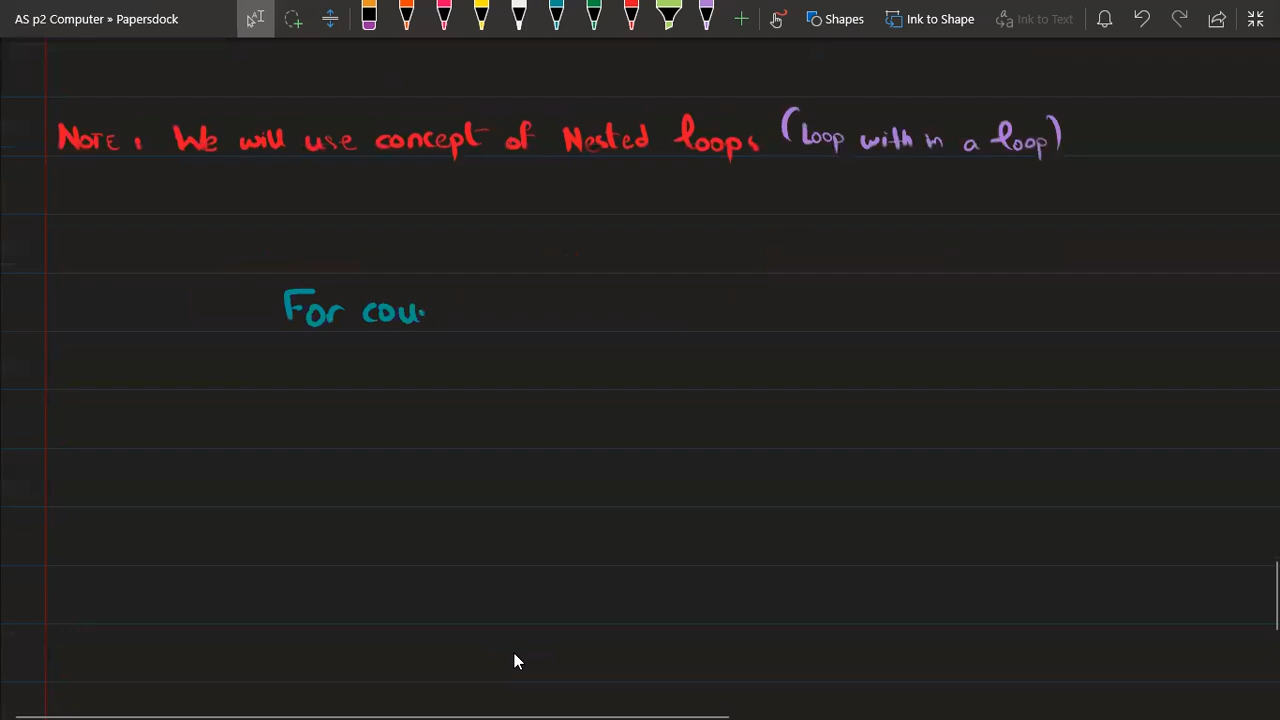 AS p2 Computer » Papersdock
Shapes
Ink to Shape
Ink to Text
NOTE: We will use concept of Nested loops (Loop with in a loop)
For cou